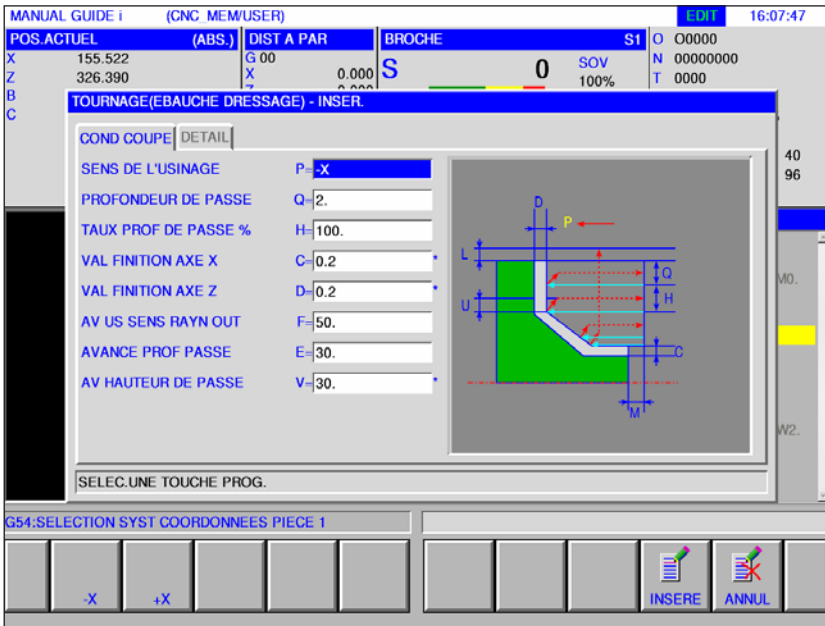 MANUAL GUIDE i (CNC_MEM/USER) EDIT 16:07:47
POS.ACTUEL (ABS.) DIST A PAR BROCHE S1 O O0000
X 155.522 G 00 S 0 SOV N 00000000
Z 326.390 X 0.000 100% T 0000
B
C
TOURNAGE(EBAUCHE DRESSAGE) - INSER.
COND COUPE DETAIL
SENS DE L'USINAGE P= -X
PROFONDEUR DE PASSE Q= 2.
TAUX PROF DE PASSE % H= 100.
VAL FINITION AXE X C= 0.2 *
VAL FINITION AXE Z D= 0.2 *
AV US SENS RAYN OUT F= 50.
AVANCE PROF PASSE E= 30.
AV HAUTEUR DE PASSE V= 30. *
D
P
L
Q
U
H
C
M
40
96
M0.
W2.
SELEC.UNE TOUCHE PROG.
G54:SELECTION SYST COORDONNEES PIECE 1
-X +X INSERE ANNUL